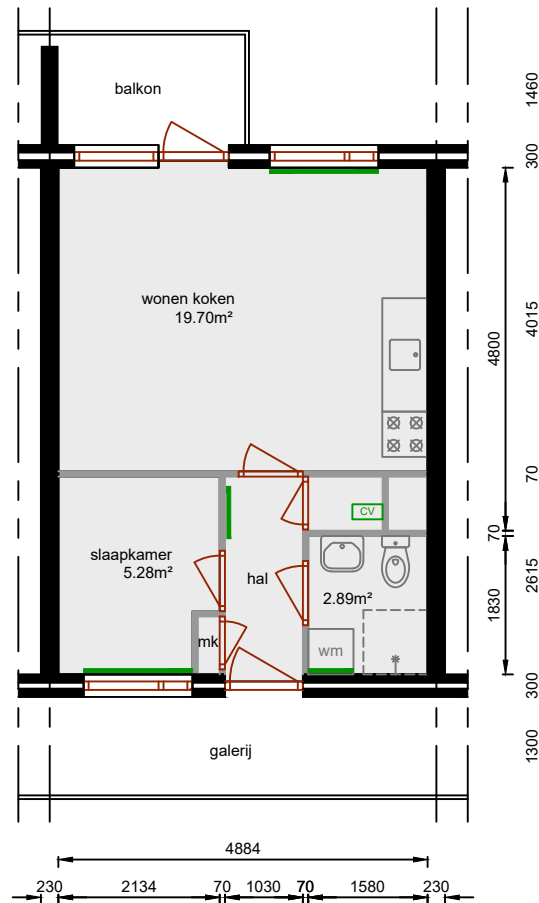 balkon
1460
300
wonen koken
19.70m²
4015
4800
70
CV
70
slaapkamer
5.28m²
hal
2.89m²
2615
1830
mk
wm
300
galerij
1300
4884
230 2134 70 1030 70 1580 230